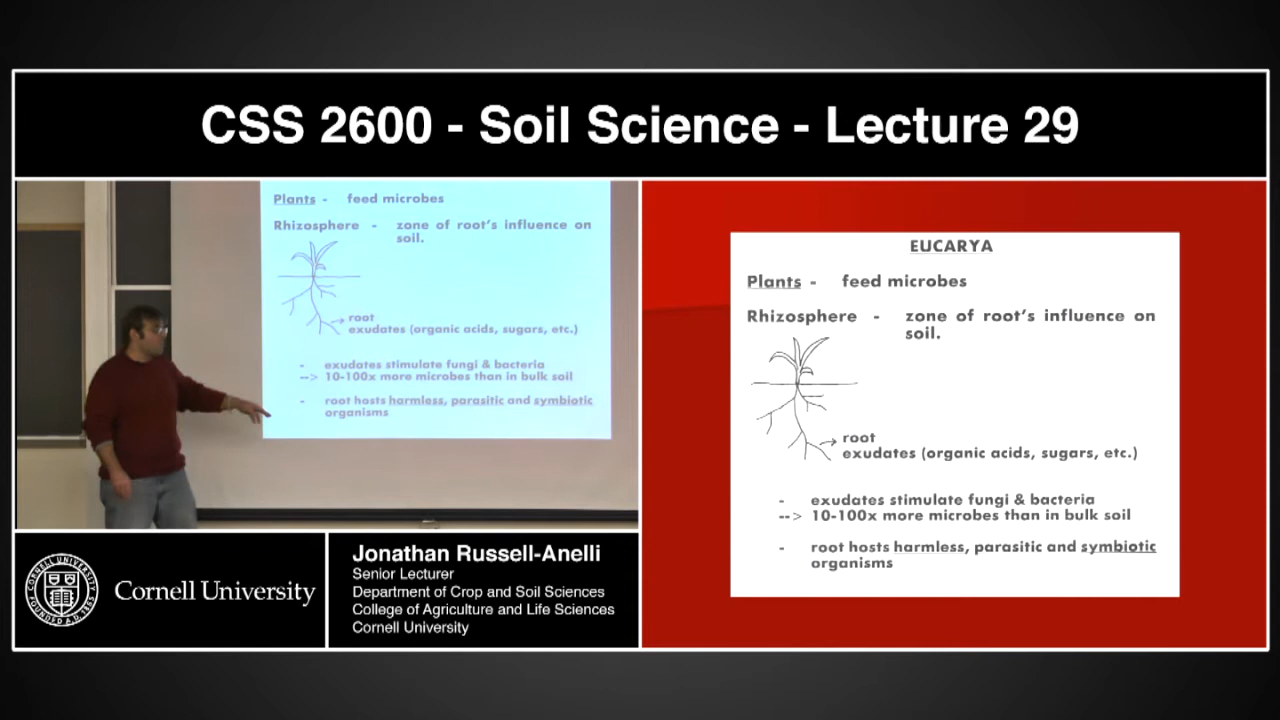 CSS 2600 - Soil Science - Lecture 29
Plants - feed microbes
Rhizosphere - zone of root's influence on
soil.
root
exudates (organic acids, sugars, etc.)
- exudates stimulate fungi & bacteria
--> 10-100x more microbes than in bulk soil
- root hosts harmless, parasitic and symbiotic
organisms
EUCARYA
Plants - feed microbes
Rhizosphere - zone of root's influence on
soil.
root
exudates (organic acids, sugars, etc.)
- exudates stimulate fungi & bacteria
--> 10-100x more microbes than in bulk soil
- root hosts harmless, parasitic and symbiotic
organisms
Cornell University
Jonathan Russell-Anelli
Senior Lecturer
Department of Crop and Soil Sciences
College of Agriculture and Life Sciences
Cornell University